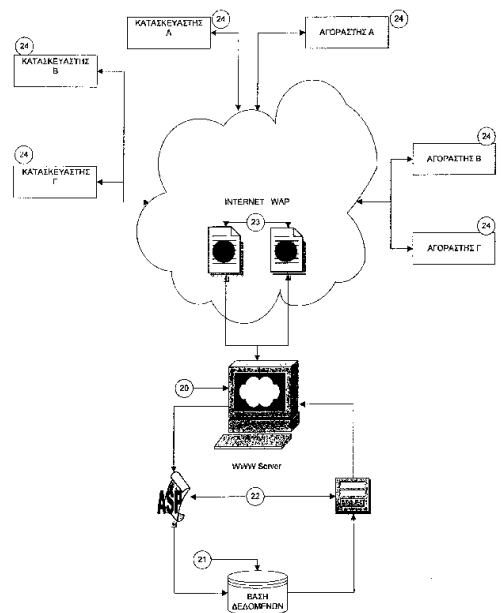 24
ΚΑΤΑΣΚΕΥΑΣΤΗΣ
Α
24
ΑΓΟΡΑΣΤΗΣ Α
24
ΚΑΤΑΣΚΕΥΑΣΤΗΣ
Β
24
ΚΑΤΑΣΚΕΥΑΣΤΗΣ
Γ
24
ΑΓΟΡΑΣΤΗΣ Β
24
ΑΓΟΡΑΣΤΗΣ Γ
INTERNET WAP
23
20
WWW Server
ASP
22
21
ΒΑΣΗ
ΔΕΔΟΜΕΝΩΝ